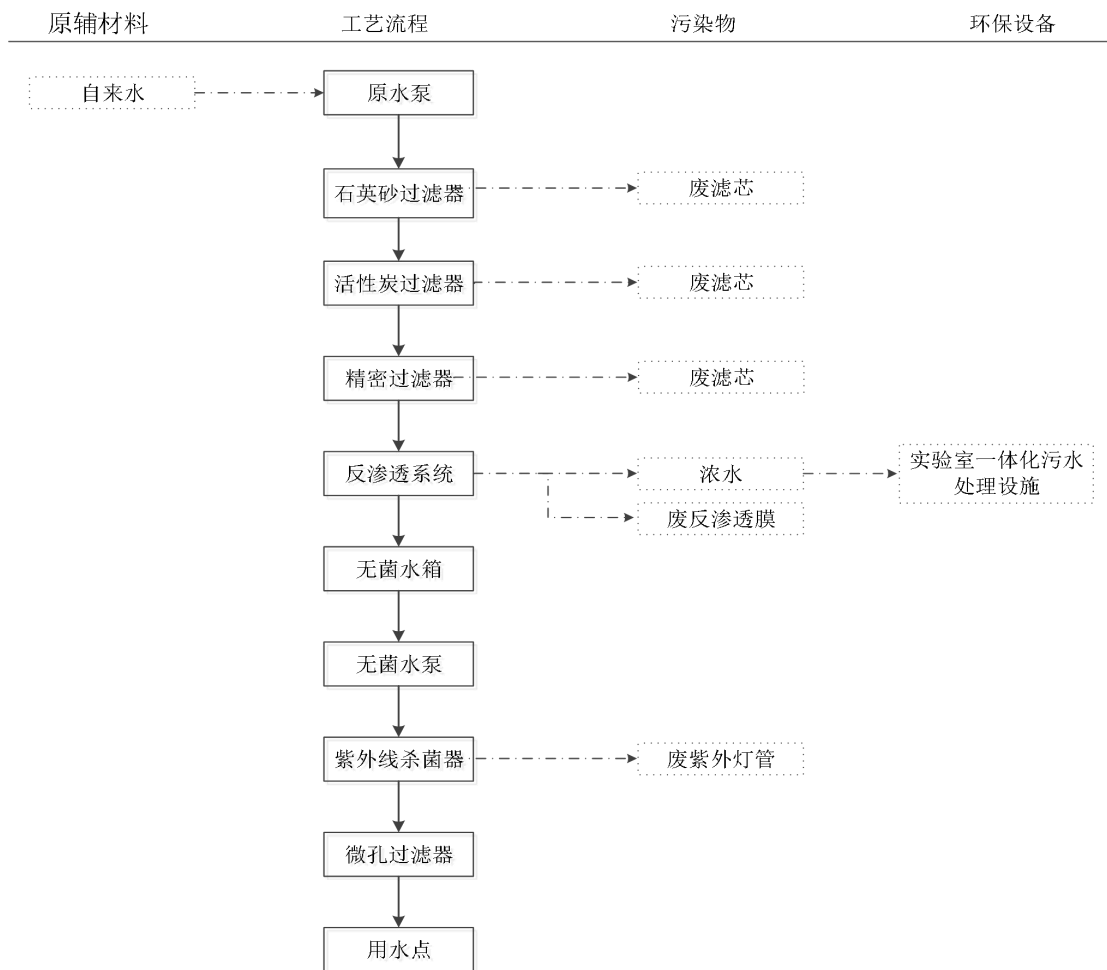 原辅材料
工艺流程
污染物
环保设备
自来水
原水泵
石英砂过滤器
废滤芯
活性炭过滤器
废滤芯
精密过滤器
废滤芯
反渗透系统
浓水
实验室一体化污水
处理设施
废反渗透膜
无菌水箱
无菌水泵
紫外线杀菌器
废紫外灯管
微孔过滤器
用水点